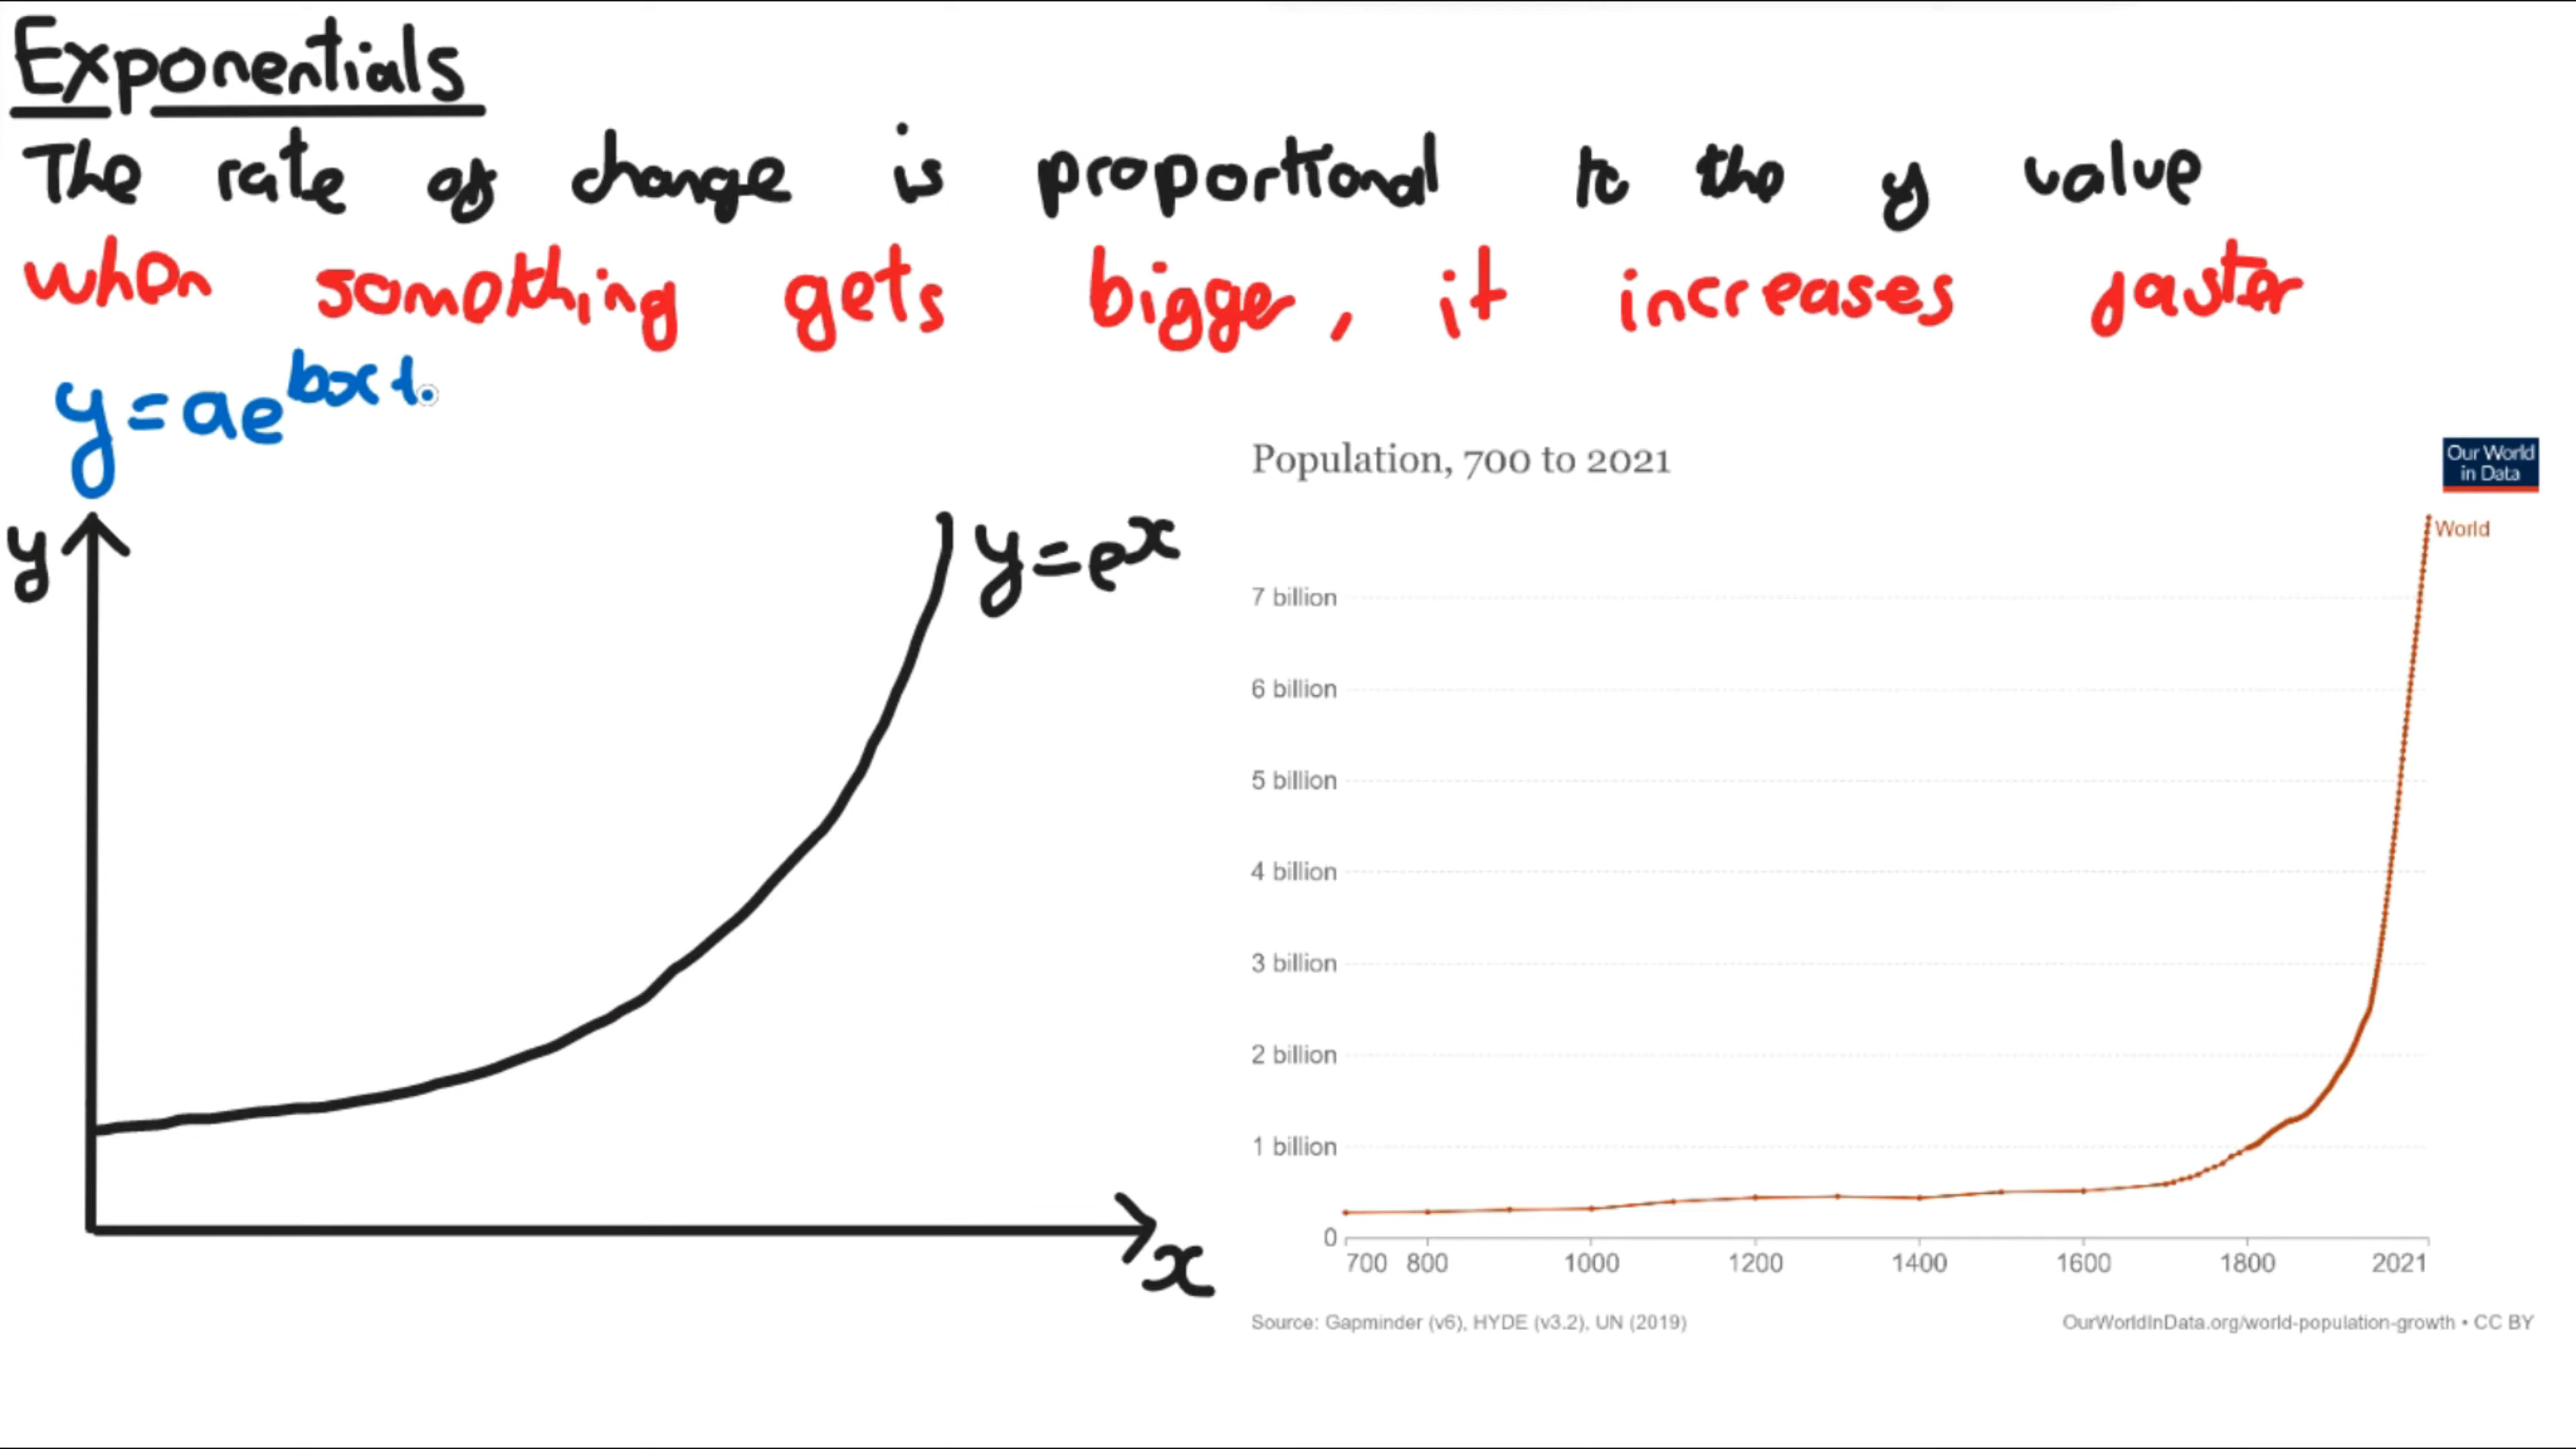 Exponentials
The rate of change is proportional to the y value
when something gets bigger, it increases faster
y=ae^bx+
y
y=e^x
x
Population, 700 to 2021
Our World
in Data
World
7 billion
6 billion
5 billion
4 billion
3 billion
2 billion
1 billion
0
700 800 1000 1200 1400 1600 1800 2021
Source: Gapminder (v6), HYDE (v3.2), UN (2019)
OurWorldInData.org/world-population-growth • CC BY